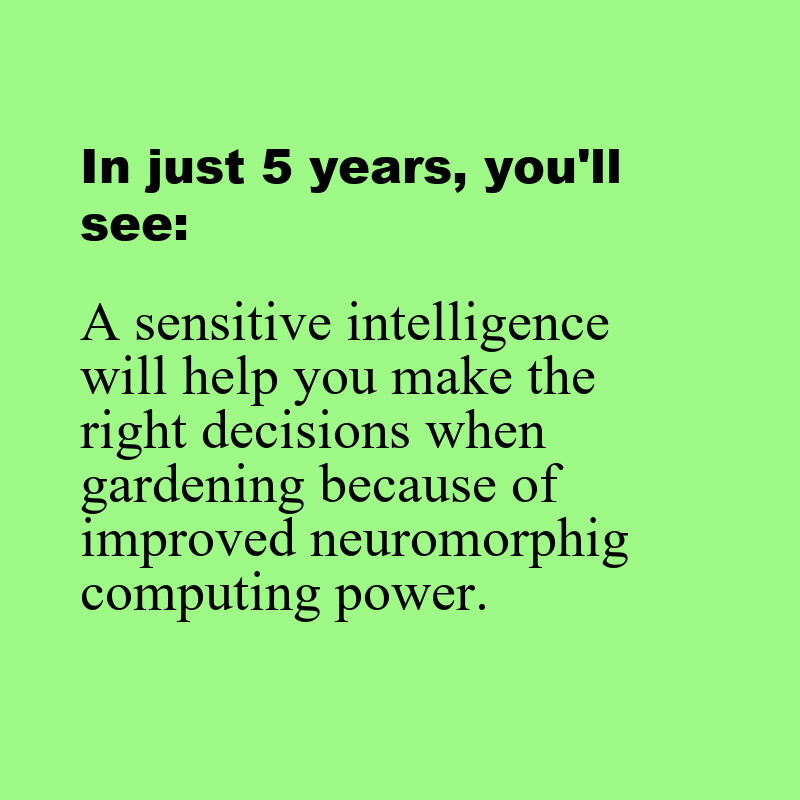 In just 5 years, you'll
see:
A sensitive intelligence
will help you make the
right decisions when
gardening because of
improved neuromorphig
computing power.